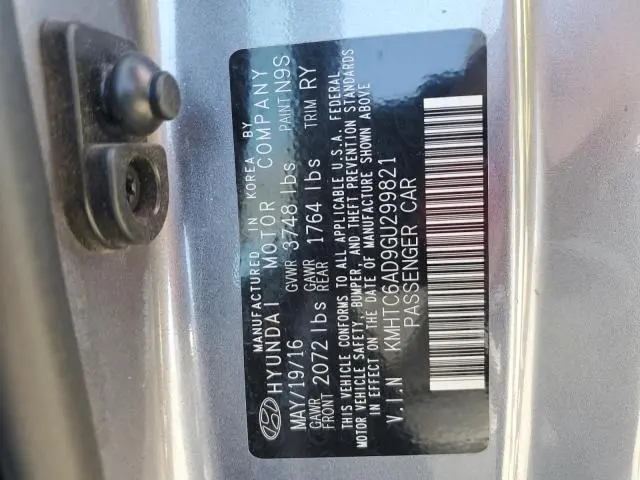 MANUFACTURED IN KOREA BY
HYUNDAI MOTOR COMPANY
MAY/19/16 GVWR 3748 lbs PAINT N9S
GAWR FRONT 2072 lbs GAWR REAR 1764 lbs TRIM RY
THIS VEHICLE CONFORMS TO ALL APPLICABLE U.S.A. FEDERAL
MOTOR VEHICLE SAFETY, BUMPER, AND THEFT PREVENTION STANDARDS
IN EFFECT ON THE DATE OF MANUFACTURE SHOWN ABOVE
V.I.N KMHTC6AD9GU299821
PASSENGER CAR